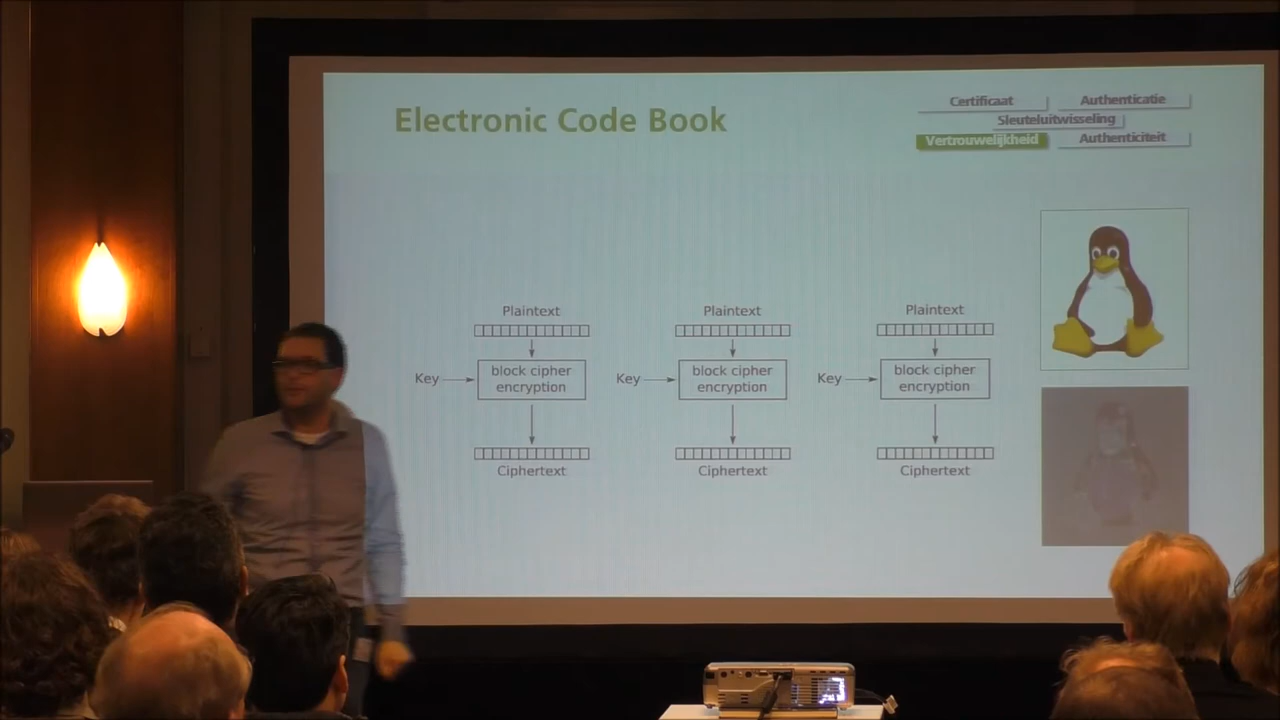 Electronic Code Book
Certificaat
Authenticatie
Sleuteluitwisseling
Vertrouwelijkheid
Authenticiteit
Plaintext
Plaintext
Plaintext
Key
block cipher
encryption
Key
block cipher
encryption
Key
block cipher
encryption
Ciphertext
Ciphertext
Ciphertext